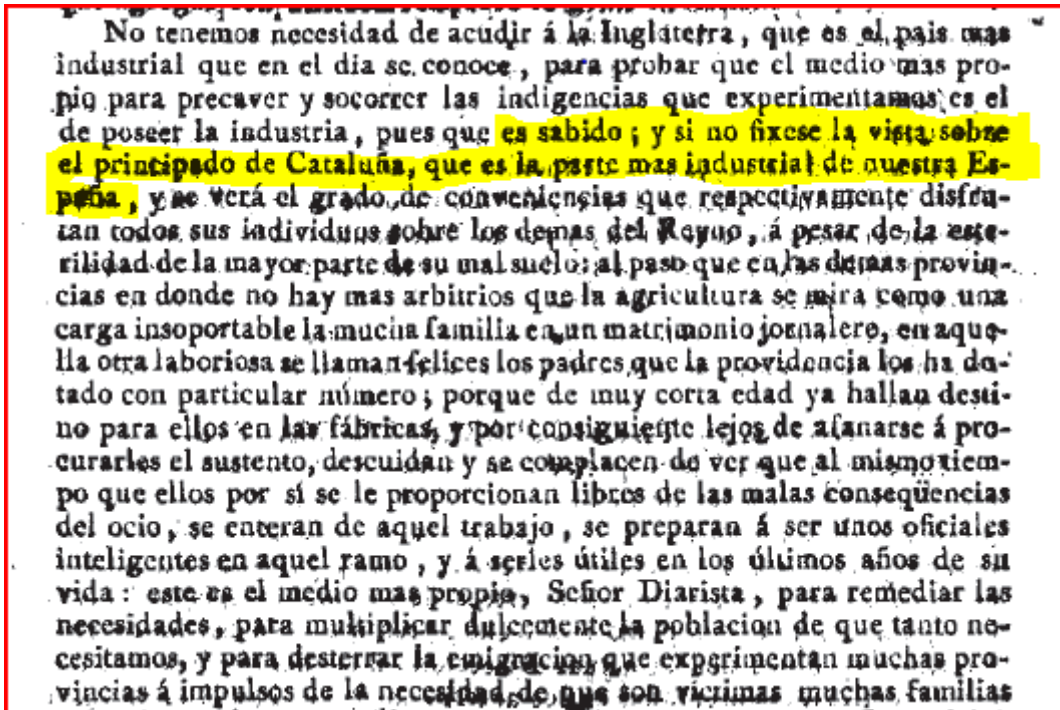 No tenemos necesidad de acudir á la Inglaterra, que es el pais mas
industrial que en el dia se conoce, para probar que el medio mas pro-
pio para precaver y socorrer las indigencias que experimentamos es el
de poseer la industria, pues que es sabido; y si no fixese la vista sobre
el principado de Cataluña, que es la parte mas industrial de nuestra Es-
paña, y se verá el grado de conveniencias que respectivamente disfru-
tan todos sus individuos sobre los demas del Reyno, á pesar de la este-
rilidad de la mayor parte de su mal suelo: al paso que en las demas provin-
cias en donde no hay mas arbitrios que la agricultura se mira como una
carga insoportable la mucha familia en un matrimonio jornalero, en aque-
lla otra laboriosa se llaman felices los padres que la providencia los ha do-
tado con particular número; porque de muy corta edad ya hallan desti-
no para ellos en las fábricas, y por consiguiente lejos de afanarse á pro-
curarles el sustento, descuidan y se complacen de ver que al mismo tiem-
po que ellos por sí se le proporcionan libres de las malas conseqüencias
del ocio, se enteran de aquel trabajo, se preparan á ser unos oficiales
inteligentes en aquel ramo, y á serles útiles en los últimos años de su
vida: este es el medio mas propio, Señor Diarista, para remediar las
necesidades, para multiplicar dulcemente la poblacion de que tanto ne-
cesitamos, y para desterrar la emigracion que experimentan muchas pro-
vincias á impulsos de la necesidad de que son victimas muchas familias